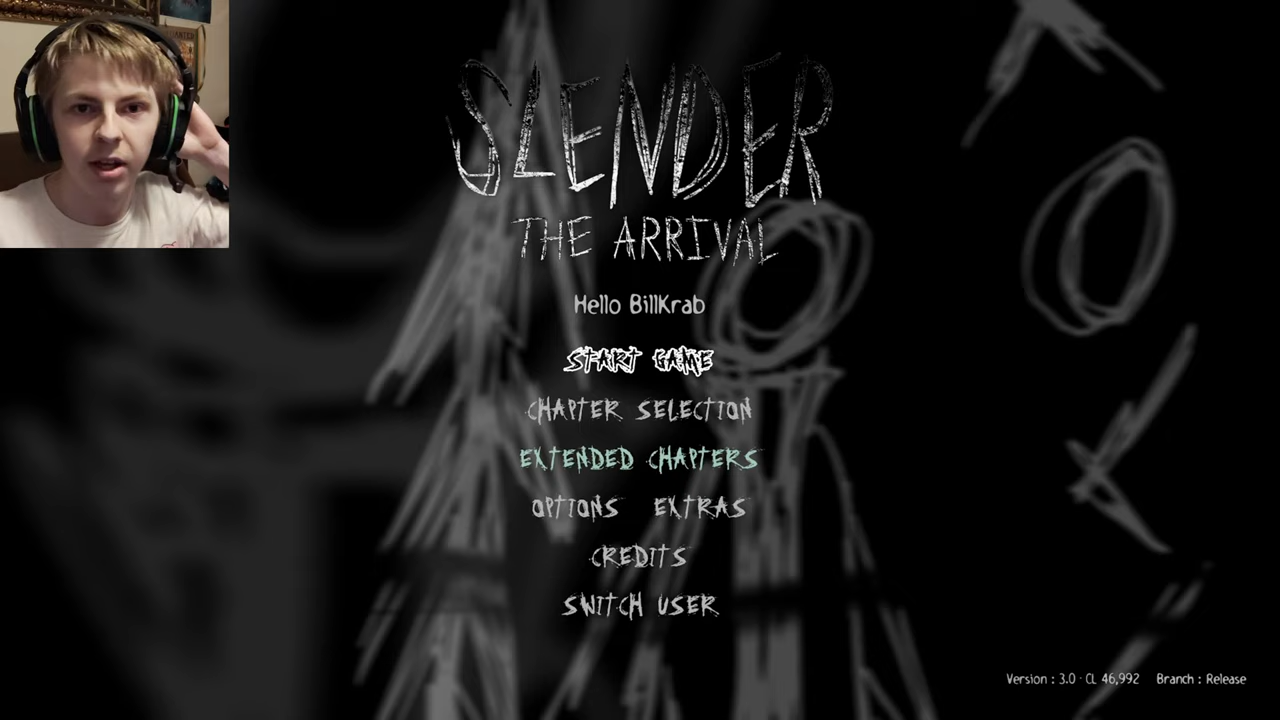 WANTED
SLENDER
THE ARRIVAL
Hello BillKrab
START GAME
CHAPTER SELECTION
EXTENDED CHAPTERS
OPTIONS EXTRAS
CREDITS
SWITCH USER
Version : 3.0 · CL 46,992 Branch : Release